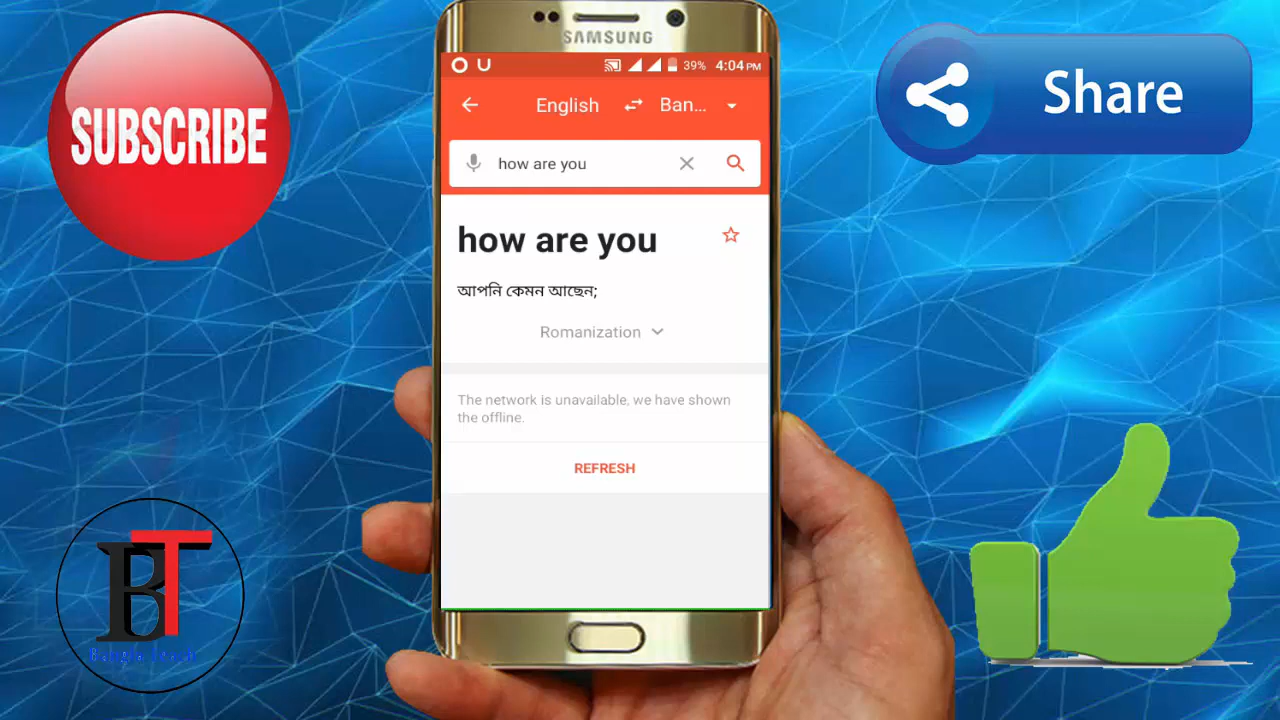 SUBSCRIBE
SAMSUNG
39% 4:04 PM
English Ban...
how are you
how are you
আপনি কেমন আছেন;
Romanization
The network is unavailable, we have shown
the offline.
REFRESH
Share
BT